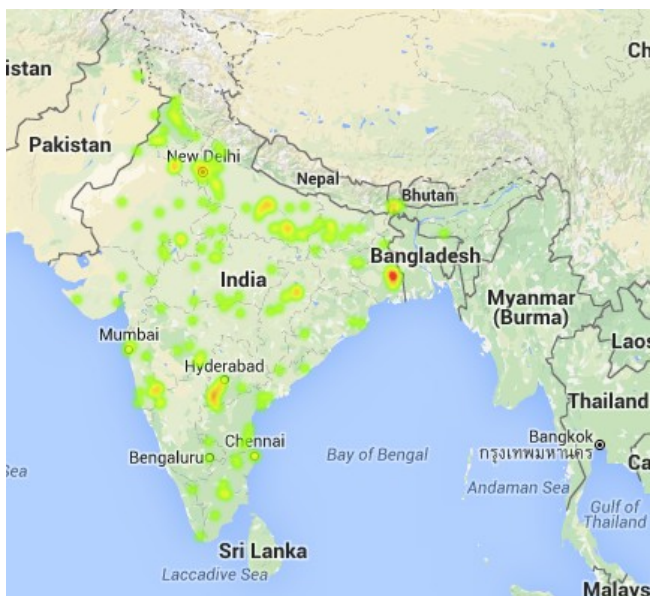 istan
Ch
Pakistan
New Delhi
Nepal
Bhutan
India
Bangladesh
Myanmar
(Burma)
Mumbai
Laos
Hyderabad
Thailand
Bengaluru
Chennai
Bay of Bengal
Bangkok
กรุงเทพมหานคร
Ca
Sea
Andaman Sea
Gulf of
Thailand
Sri Lanka
Laccadive Sea
Malays